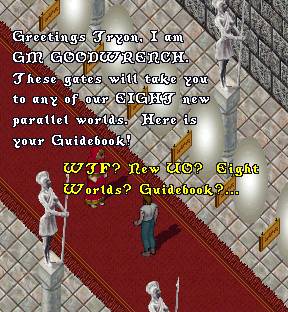 Greetings Tryon, I am
GM GOODWRENCH.
These gates will take you
to any of our EIGHT new
parallel worlds. Here is
your Guidebook!
WTF? New UO? Eight
Worlds? Guidebook?...